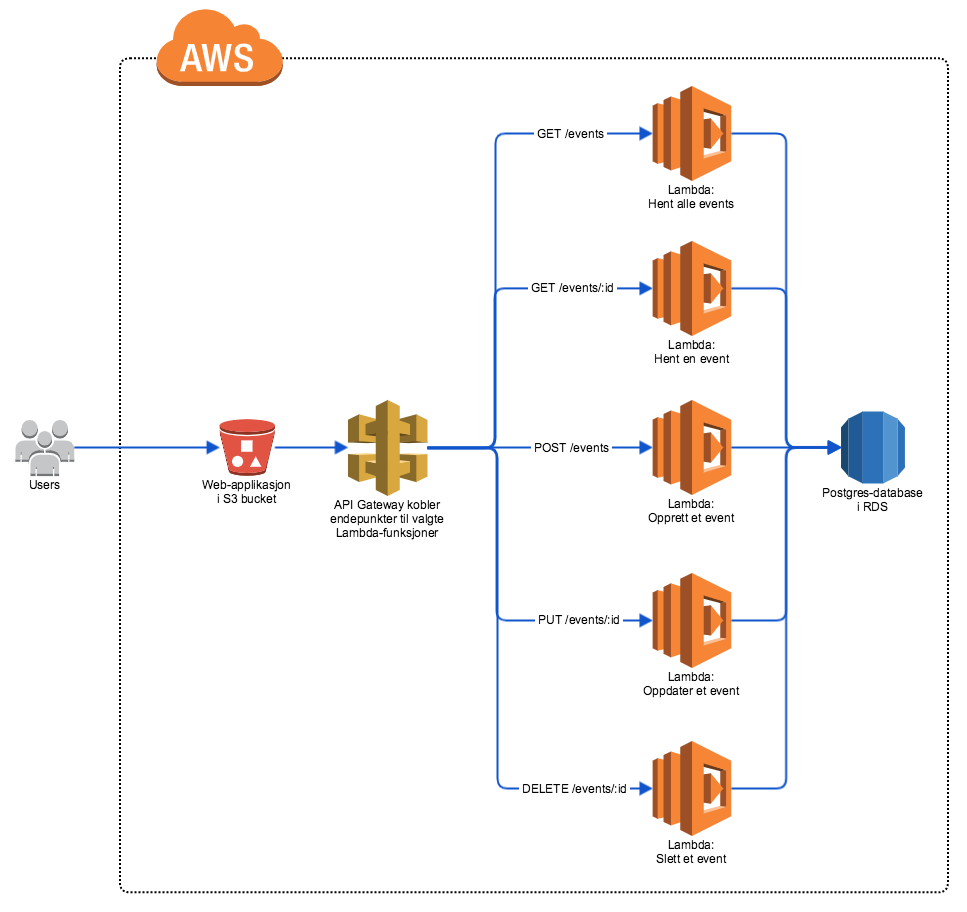 AWS
GET /events
Lambda:
Hent alle events
GET /events/:id
Lambda:
Hent en event
Users
Web-applikasjon
i S3 bucket
API Gateway kobler
endepunkter til valgte
Lambda-funksjoner
POST /events
Lambda:
Opprett et event
Postgres-database
i RDS
PUT /events/:id
Lambda:
Oppdater et event
DELETE /events/:id
Lambda:
Slett et event